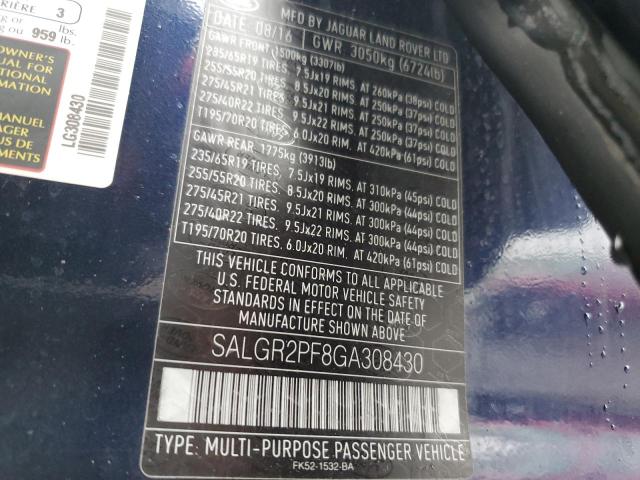 RRIÈRE 3
kg or lbs.
kg ou 959 lb.
OWNER'S
MANUEL
LG308430
MFD BY JAGUAR LAND ROVER LTD
DATE 08/16 GWR 3050kg (6724lb)
GAWR FRONT 1500kg (3307lb)
235/65R19 TIRES, 7.5Jx19 RIMS, AT 260kPa (38psi) COLD
255/55R20 TIRES, 8.5Jx20 RIMS, AT 250kPa (37psi) COLD
275/45R21 TIRES, 9.5Jx21 RIMS, AT 250kPa (37psi) COLD
275/40R22 TIRES, 9.5Jx22 RIMS, AT 250kPa (37psi) COLD
T195/70R20 TIRES, 6.0Jx20 RIM, AT 420kPa (61psi) COLD
GAWR REAR 1775kg (3913lb)
235/65R19 TIRES, 7.5Jx19 RIMS, AT 310kPa (45psi) COLD
255/55R20 TIRES, 8.5Jx20 RIMS, AT 300kPa (44psi) COLD
275/45R21 TIRES, 9.5Jx21 RIMS, AT 300kPa (44psi) COLD
275/40R22 TIRES, 9.5Jx22 RIMS, AT 300kPa (44psi) COLD
T195/70R20 TIRES, 6.0Jx20 RIM, AT 420kPa (61psi) COLD
THIS VEHICLE CONFORMS TO ALL APPLICABLE
U.S. FEDERAL MOTOR VEHICLE SAFETY
STANDARDS IN EFFECT ON THE DATE OF
MANUFACTURE SHOWN ABOVE.
SALGR2PF8GA308430
TYPE: MULTI-PURPOSE PASSENGER VEHICLE
FK52-1532-BA